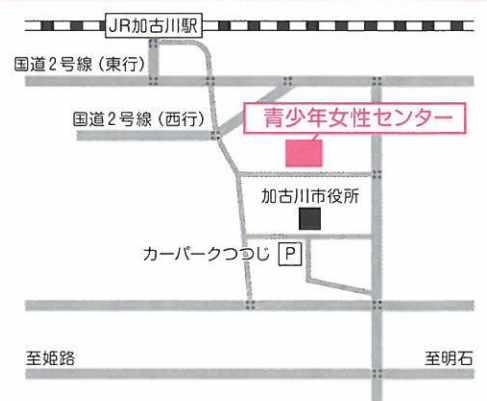 JR加古川駅
国道2号線（東行）
国道2号線（西行）
青少年女性センター
加古川市役所
カーパークつつじ P
至姫路
至明石